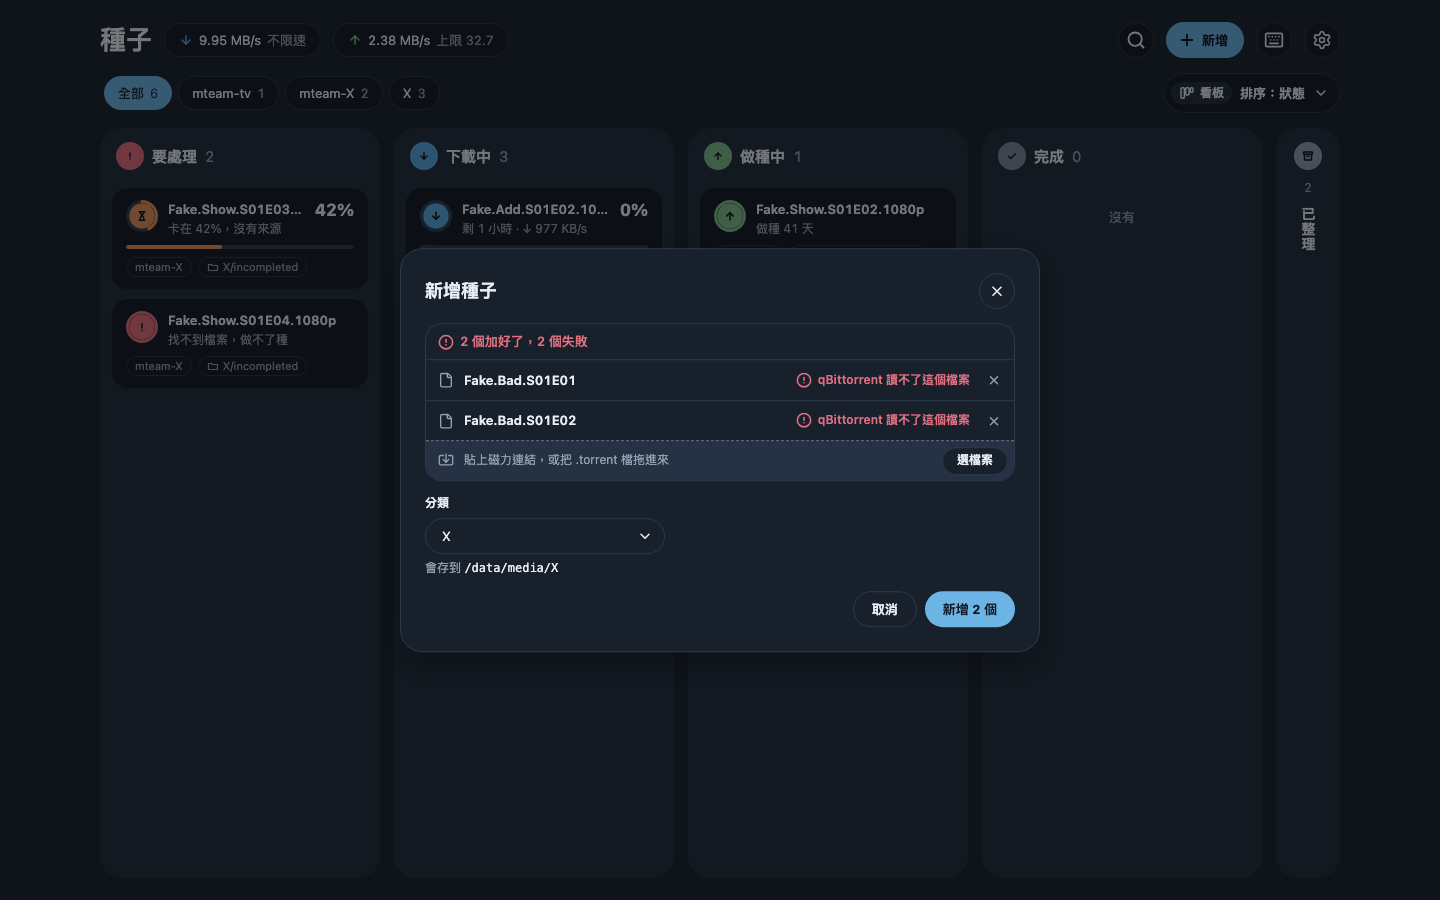 種子 9.95 MB/s 不限速 2.38 MB/s 上限 32.7 新增
全部 6 mteam-tv 1 mteam-X 2 X 3 看板 排序：狀態
要處理 2
Fake.Show.S01E03... 42%
卡在 42%，沒有來源
mteam-X X/incompleted
Fake.Show.S01E04.1080p
找不到檔案，做不了種
mteam-X X/incompleted
下載中 3
Fake.Add.S01E02.10... 0%
剩 1 小時 · ↓ 977 KB/s
做種中 1
Fake.Show.S01E02.1080p
做種 41 天
完成 0
沒有
2
已整理
新增種子
2 個加好了，2 個失敗
Fake.Bad.S01E01 qBittorrent 讀不了這個檔案
Fake.Bad.S01E02 qBittorrent 讀不了這個檔案
貼上磁力連結，或把 .torrent 檔拖進來 選檔案
分類
X
會存到 /data/media/X
取消 新增 2 個